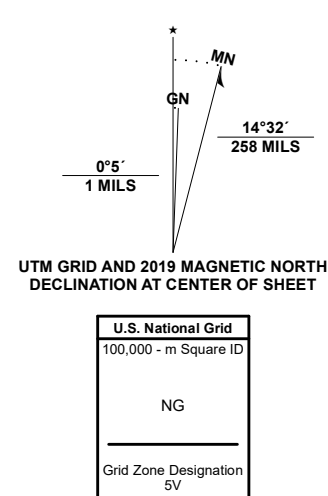 ★
MN
GN
14°32´
258 MILS
0°5´
1 MILS
UTM GRID AND 2019 MAGNETIC NORTH
DECLINATION AT CENTER OF SHEET
U.S. National Grid
100,000 - m Square ID
NG
Grid Zone Designation
5V